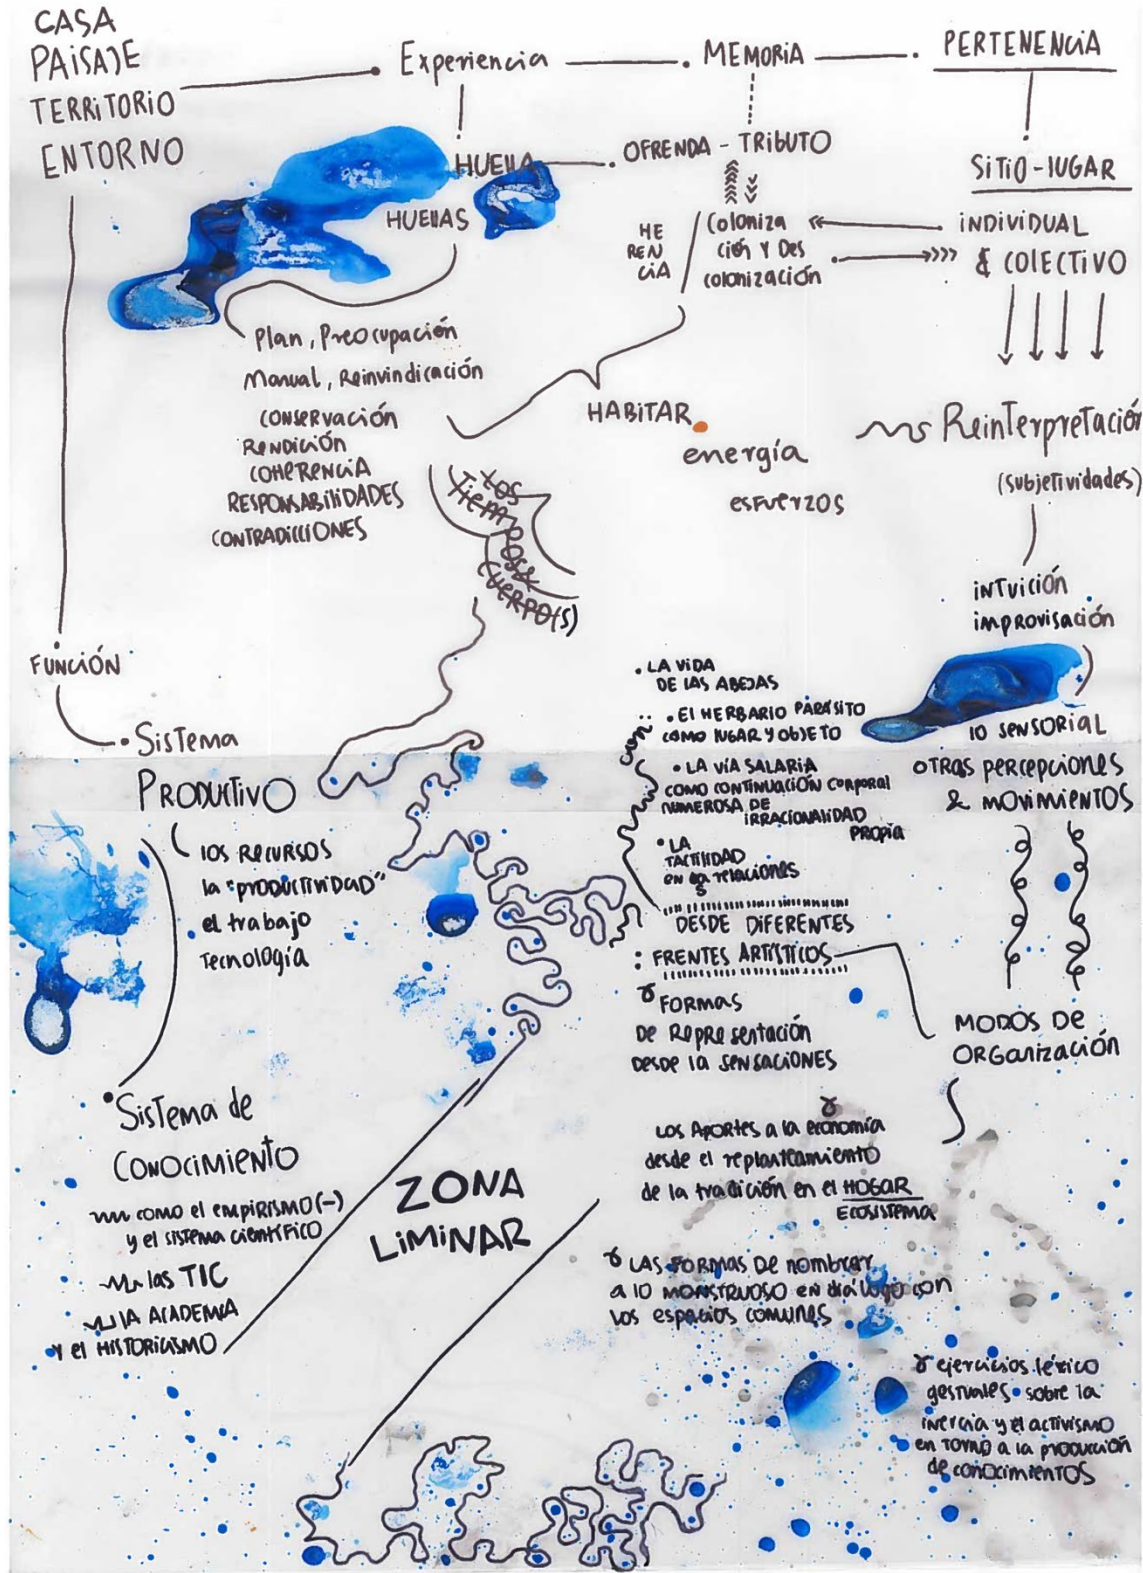 CASA
PAISAJE
TERRITORIO
ENTORNO
Experiencia
MEMORIA
PERTENENCIA
HUELLA
OFRENDA - TRIBUTO
SITIO-LUGAR
HUELLAS
HE
REN
CIA
Coloniza
ción y Des
colonización
INDIVIDUAL
& COLECTIVO
Plan, Preocupación
Manual, Reinvindicación
CONSERVACIÓN
RENDICIÓN
COHERENCIA
RESPONSABILIDADES
CONTRADICCIONES
HABITAR
energía
esfuerzos
Reinterpretación
(subjetividades)
LOS
TIEMPOS &
CUERPO(S)
INTUICIÓN
IMPROVISACIÓN
FUNCIÓN
• Sistema
PRODUCTIVO
los RECURSOS
la "PRODUCTIVIDAD"
el trabajo
Tecnología
• LA VIDA
DE LAS ABEJAS
con:
• El HERBARIO PARÁSITO
COMO LUGAR Y OBJETO
• LA VÍA SALARIA
COMO CONTINUACIÓN CORPORAL
NUMEROSA DE
IRRACIONALIDAD
PROPIA
• LA
TACTILIDAD
en las relaciones
DESDE DIFERENTES
: FRENTES ARTÍSTICOS
lo SENSORIAL
OTRAS PERCEPCIONES
& MOVIMIENTOS
FORMAS
DE Representación
DESDE la SENSACIONES
MODOS DE
ORGANIZACIÓN
• Sistema de
CONOCIMIENTO
como el EMPIRISMO (-)
y el SISTEMA CIENTÍFICO
las TIC
LA ACADEMIA
y el HISTORICISMO
ZONA
LIMINAR
Los Aportes a la economía
desde el replanteamiento
de la tradición en el HOGAR
ECOSISTEMA
LAS FORMAS DE nombrar
a lo MONSTRUOSO en diálogo con
los espacios comunes
ejercicios léxico
gestuales sobre la
inercia y el activismo
en TORNO a la producción
de conocimientos